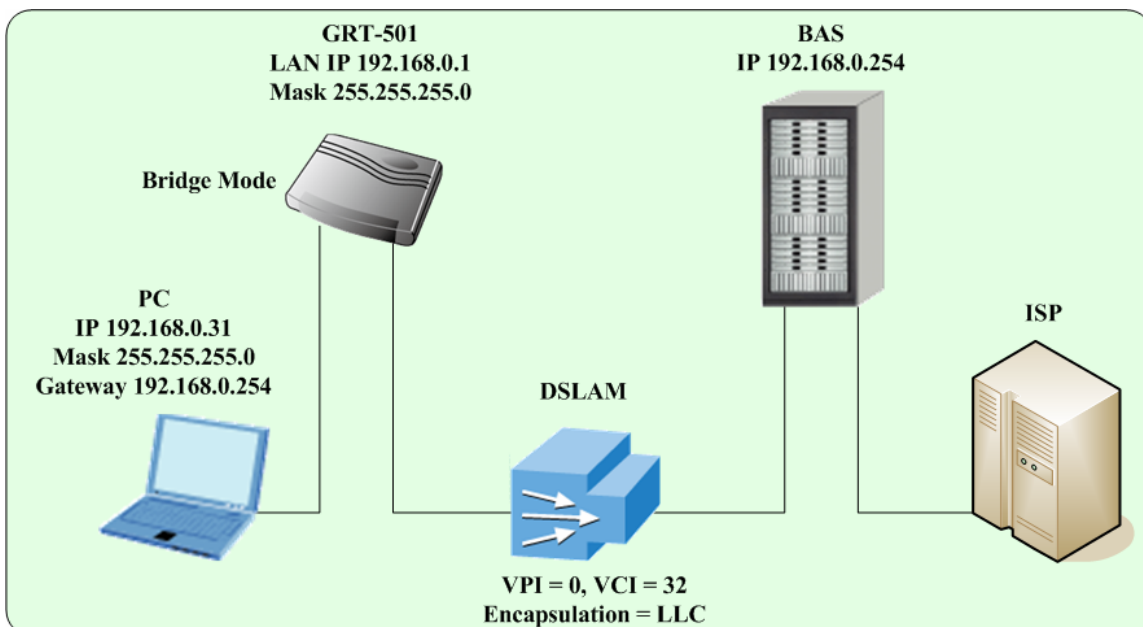 GRT-501
LAN IP 192.168.0.1
Mask 255.255.255.0
BAS
IP 192.168.0.254
Bridge Mode
PC
IP 192.168.0.31
Mask 255.255.255.0
Gateway 192.168.0.254
ISP
DSLAM
VPI = 0, VCI = 32
Encapsulation = LLC